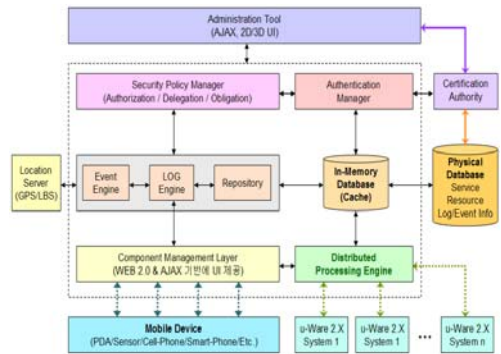 Administration Tool
(AJAX, 2D/3D UI)
Security Policy Manager
(Authorization / Delegation / Obligation)
Authentication
Manager
Certification
Authority
Location
Server
(GPS/LBS)
Event
Engine
LOG
Engine
Repository
In-Memory
Database
(Cache)
Physical
Database
Service
Resource
Log/Event Info
Component Management Layer
(WEB 2.0 & AJAX 기반에 UI 제공)
Distributed
Processing Engine
Mobile Device
(PDA/Sensor/Cell-Phone/Smart-Phone/Etc.)
u-Ware 2.X
System 1
u-Ware 2.X
System 1
...
u-Ware 2.X
System n